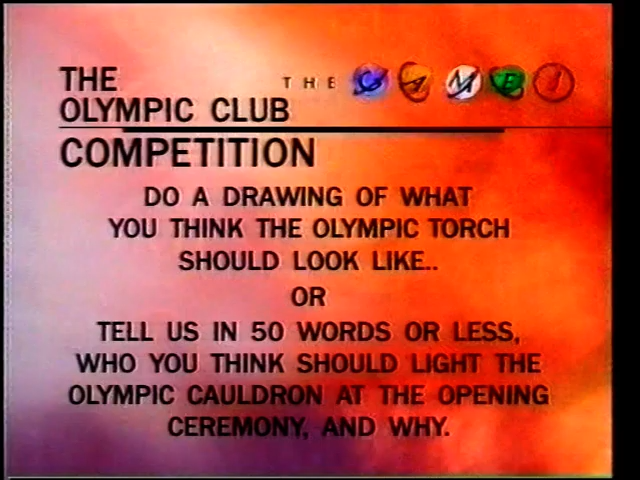 THE
OLYMPIC CLUB
THE GAMES
COMPETITION
DO A DRAWING OF WHAT
YOU THINK THE OLYMPIC TORCH
SHOULD LOOK LIKE..
OR
TELL US IN 50 WORDS OR LESS,
WHO YOU THINK SHOULD LIGHT THE
OLYMPIC CAULDRON AT THE OPENING
CEREMONY, AND WHY.